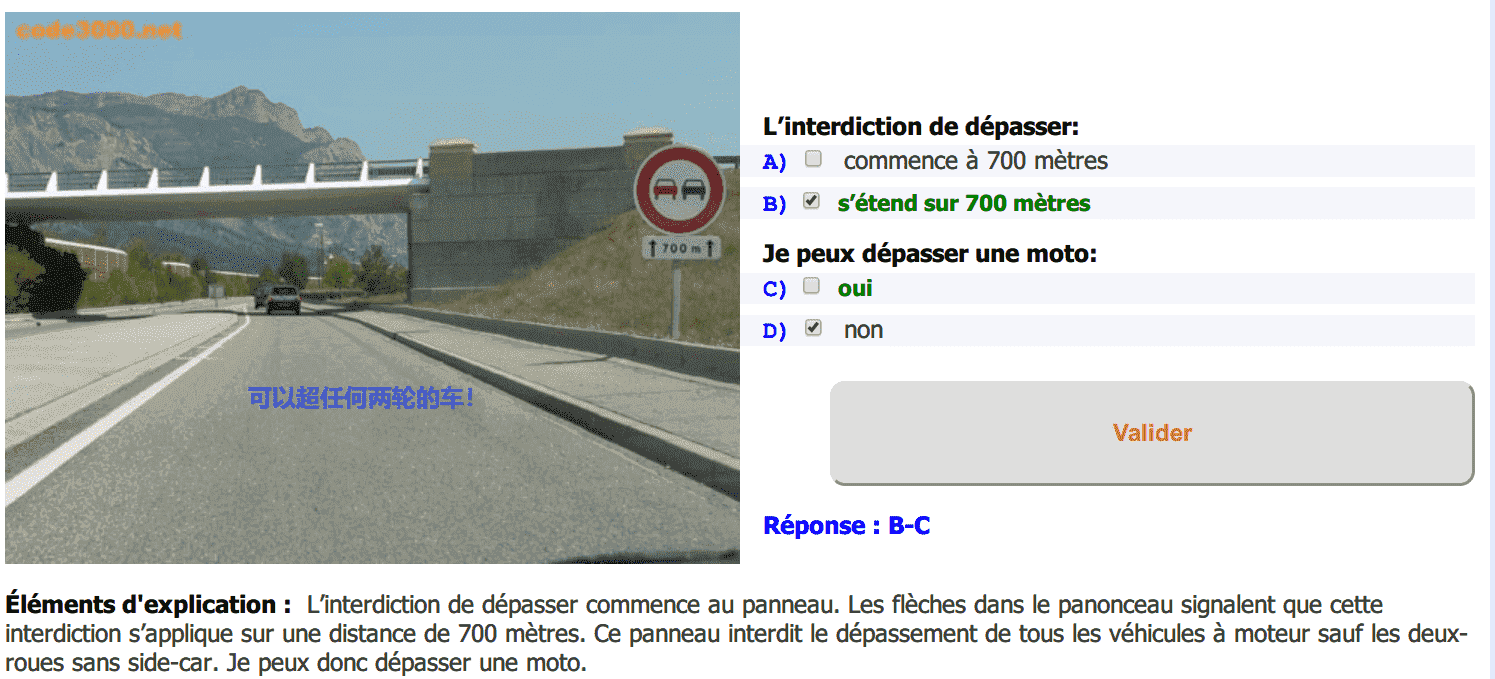 code3600.net
700 m
可以超任何两轮的车！
L’interdiction de dépasser:
A) commence à 700 mètres
B) s’étend sur 700 mètres
Je peux dépasser une moto:
C) oui
D) non
Valider
Réponse : B-C
Éléments d'explication : L’interdiction de dépasser commence au panneau. Les flèches dans le panonceau signalent que cette
interdiction s’applique sur une distance de 700 mètres. Ce panneau interdit le dépassement de tous les véhicules à moteur sauf les deux-
roues sans side-car. Je peux donc dépasser une moto.